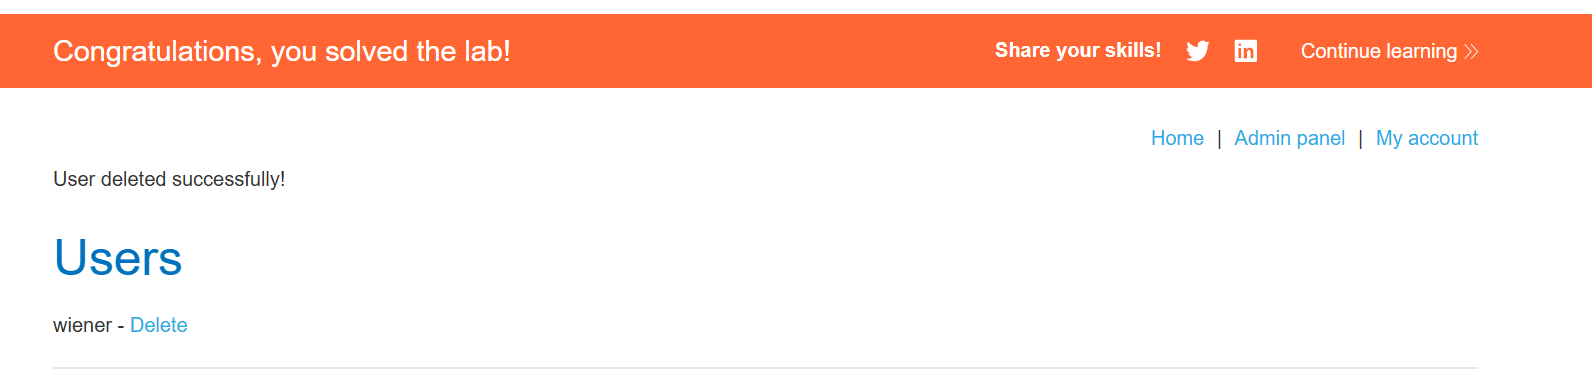 Congratulations, you solved the lab!
Share your skills!
Continue learning >>
Home | Admin panel | My account
User deleted successfully!
Users
wiener - Delete